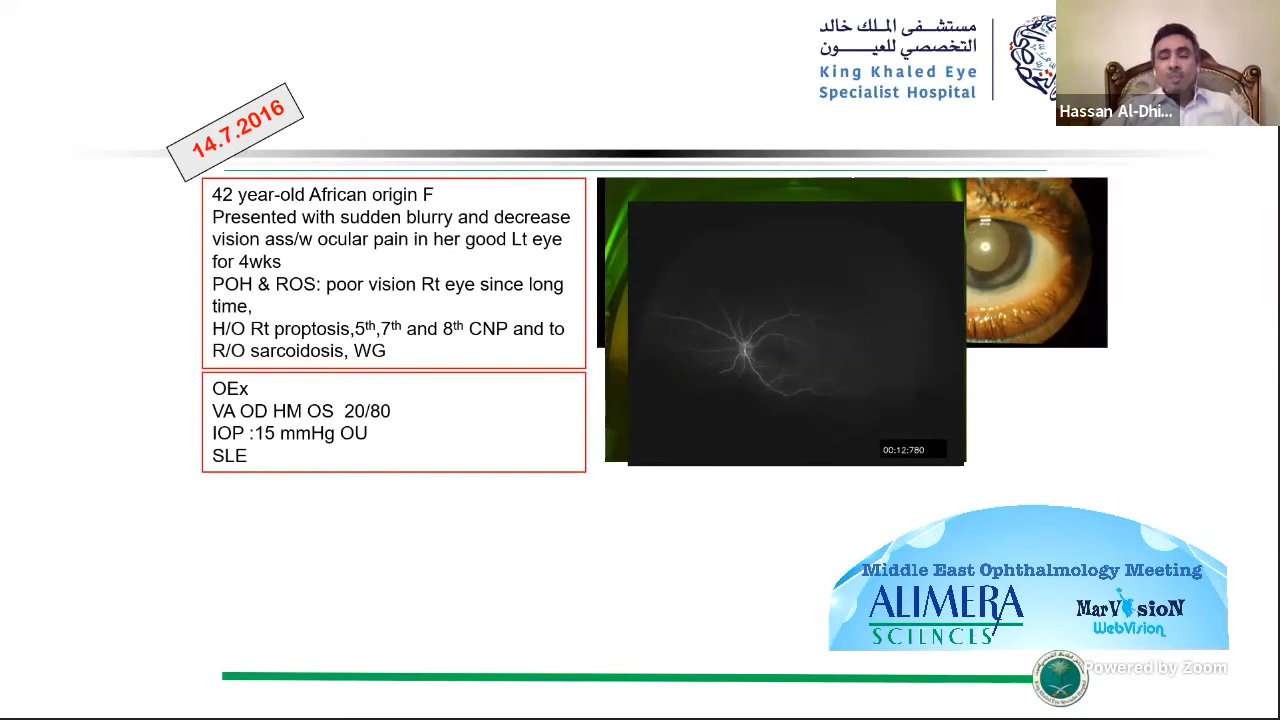 مستشفى الملك خالد
التخصصي للعيون
King Khaled Eye
Specialist Hospital
Hassan Al-Dhi...
14.7.2016
42 year-old African origin F
Presented with sudden blurry and decrease
vision ass/w ocular pain in her good Lt eye
for 4wks
POH & ROS: poor vision Rt eye since long
time,
H/O Rt proptosis,5th,7th and 8th CNP and to
R/O sarcoidosis, WG
OEx
VA OD HM OS 20/80
IOP :15 mmHg OU
SLE
00:12:780
Middle East Ophthalmology Meeting
ALIMERA
SCIENCES
MarVision
WebVision
Powered by Zoom